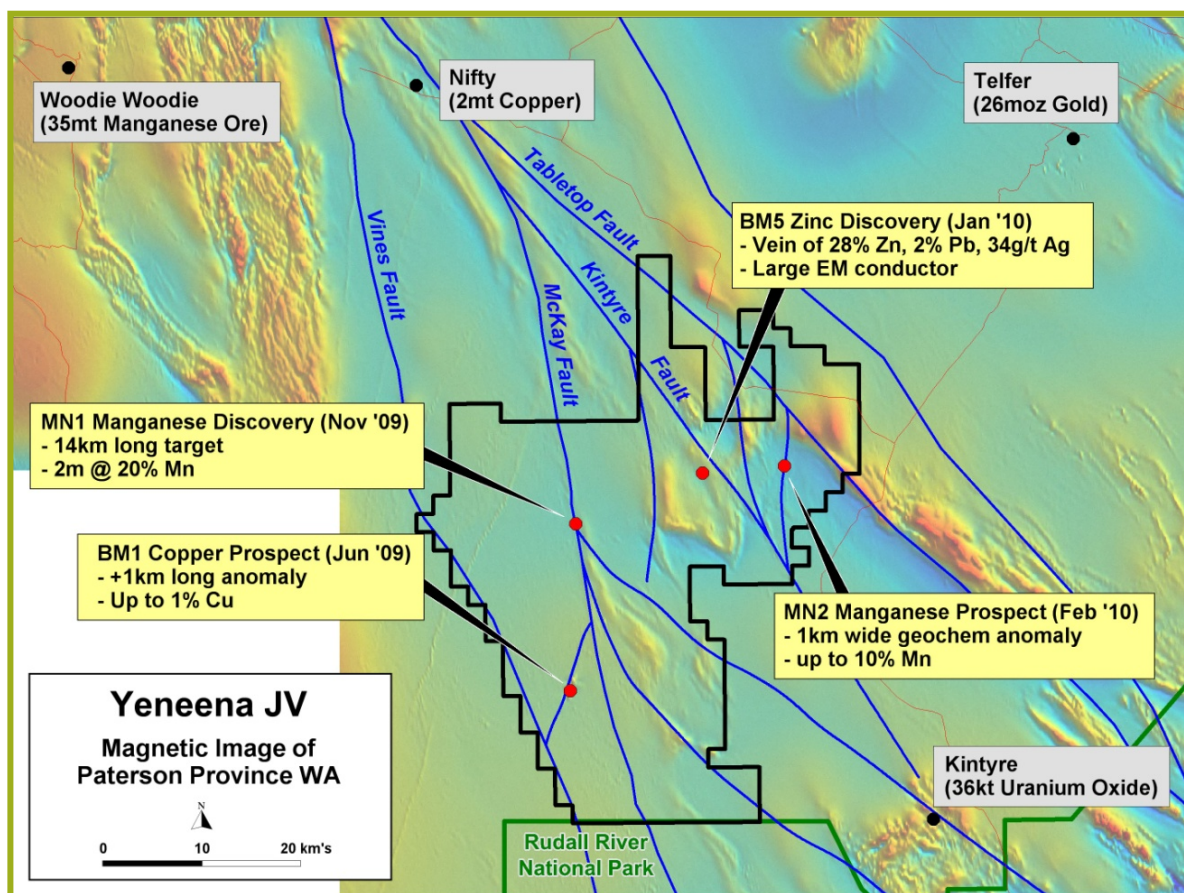 Woodie Woodie
(35mt Manganese Ore)
Nifty
(2mt Copper)
Telfer
(26moz Gold)
Vines Fault
McKay Fault
Kintyre
Fault
Tabletop Fault
BM5 Zinc Discovery (Jan '10)
- Vein of 28% Zn, 2% Pb, 34g/t Ag
- Large EM conductor
MN1 Manganese Discovery (Nov '09)
- 14km long target
- 2m @ 20% Mn
BM1 Copper Prospect (Jun '09)
- +1km long anomaly
- Up to 1% Cu
MN2 Manganese Prospect (Feb '10)
- 1km wide geochem anomaly
- up to 10% Mn
Yeneena JV
Magnetic Image of
Paterson Province WA
N
0 10 20 km's
Kintyre
(36kt Uranium Oxide)
Rudall River
National Park